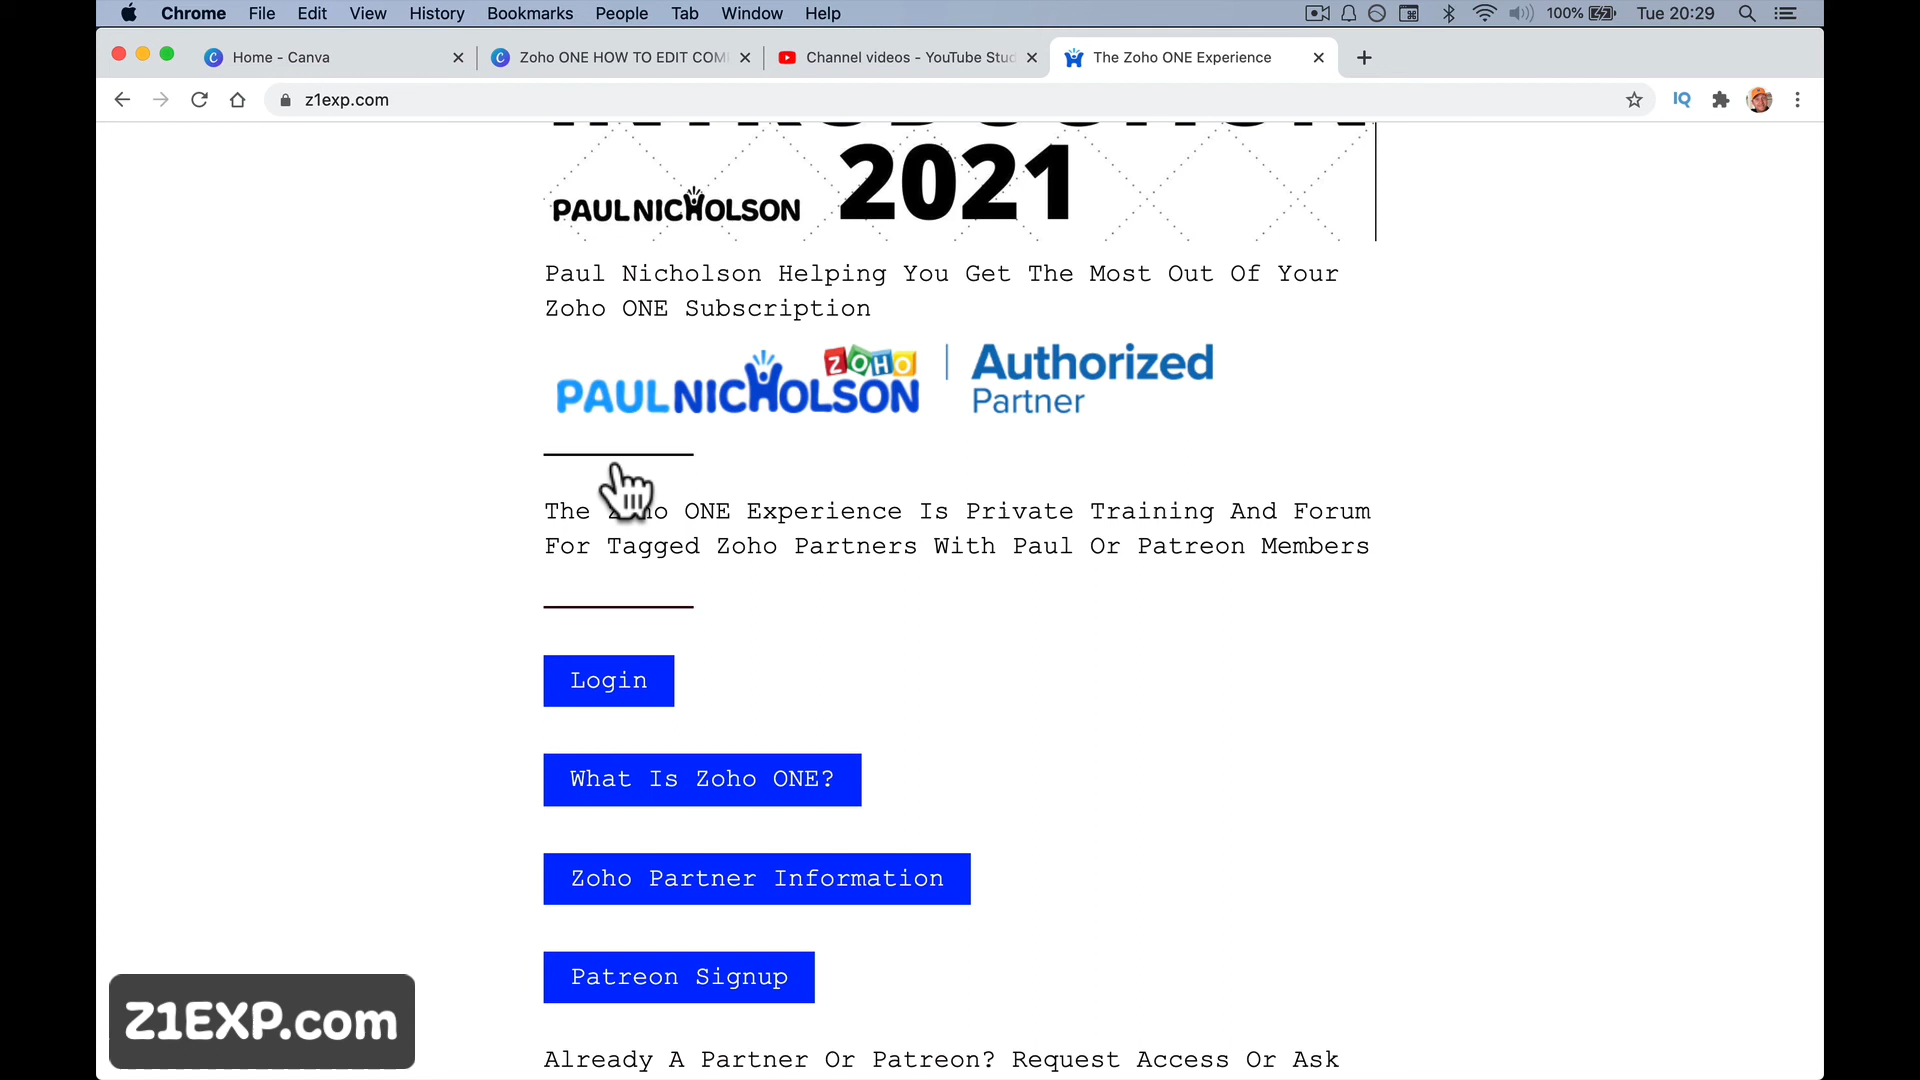 Chrome File Edit View History Bookmarks People Tab Window Help 100% Tue 20:29
Home - Canva Zoho ONE HOW TO EDIT COM Channel videos - YouTube Stud The Zoho ONE Experience
z1exp.com IQ
2021
PAULNICHOLSON
Paul Nicholson Helping You Get The Most Out Of Your
Zoho ONE Subscription
ZOHO
PAULNICHOLSON
Authorized
Partner
The Zoho ONE Experience Is Private Training And Forum
For Tagged Zoho Partners With Paul Or Patreon Members
Login
What Is Zoho ONE?
Zoho Partner Information
Patreon Signup
Z1EXP.com
Already A Partner Or Patreon? Request Access Or Ask